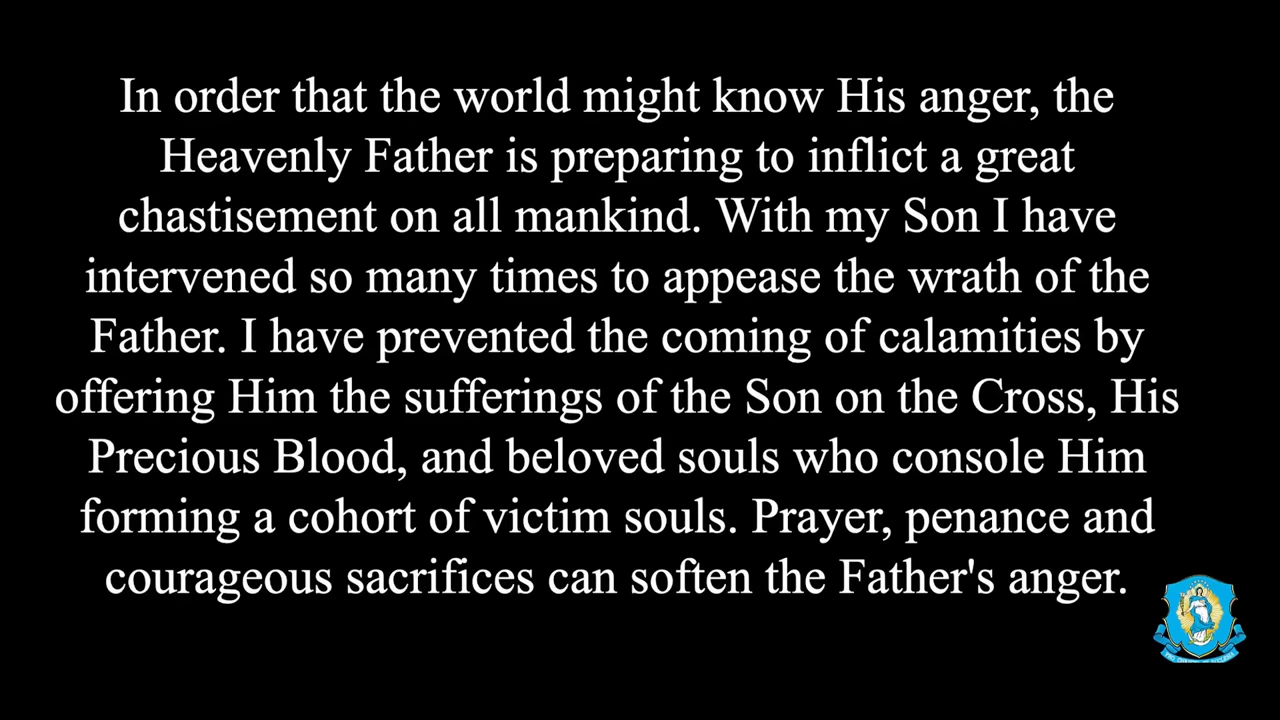 In order that the world might know His anger, the
Heavenly Father is preparing to inflict a great
chastisement on all mankind. With my Son I have
intervened so many times to appease the wrath of the
Father. I have prevented the coming of calamities by
offering Him the sufferings of the Son on the Cross, His
Precious Blood, and beloved souls who console Him
forming a cohort of victim souls. Prayer, penance and
courageous sacrifices can soften the Father's anger.